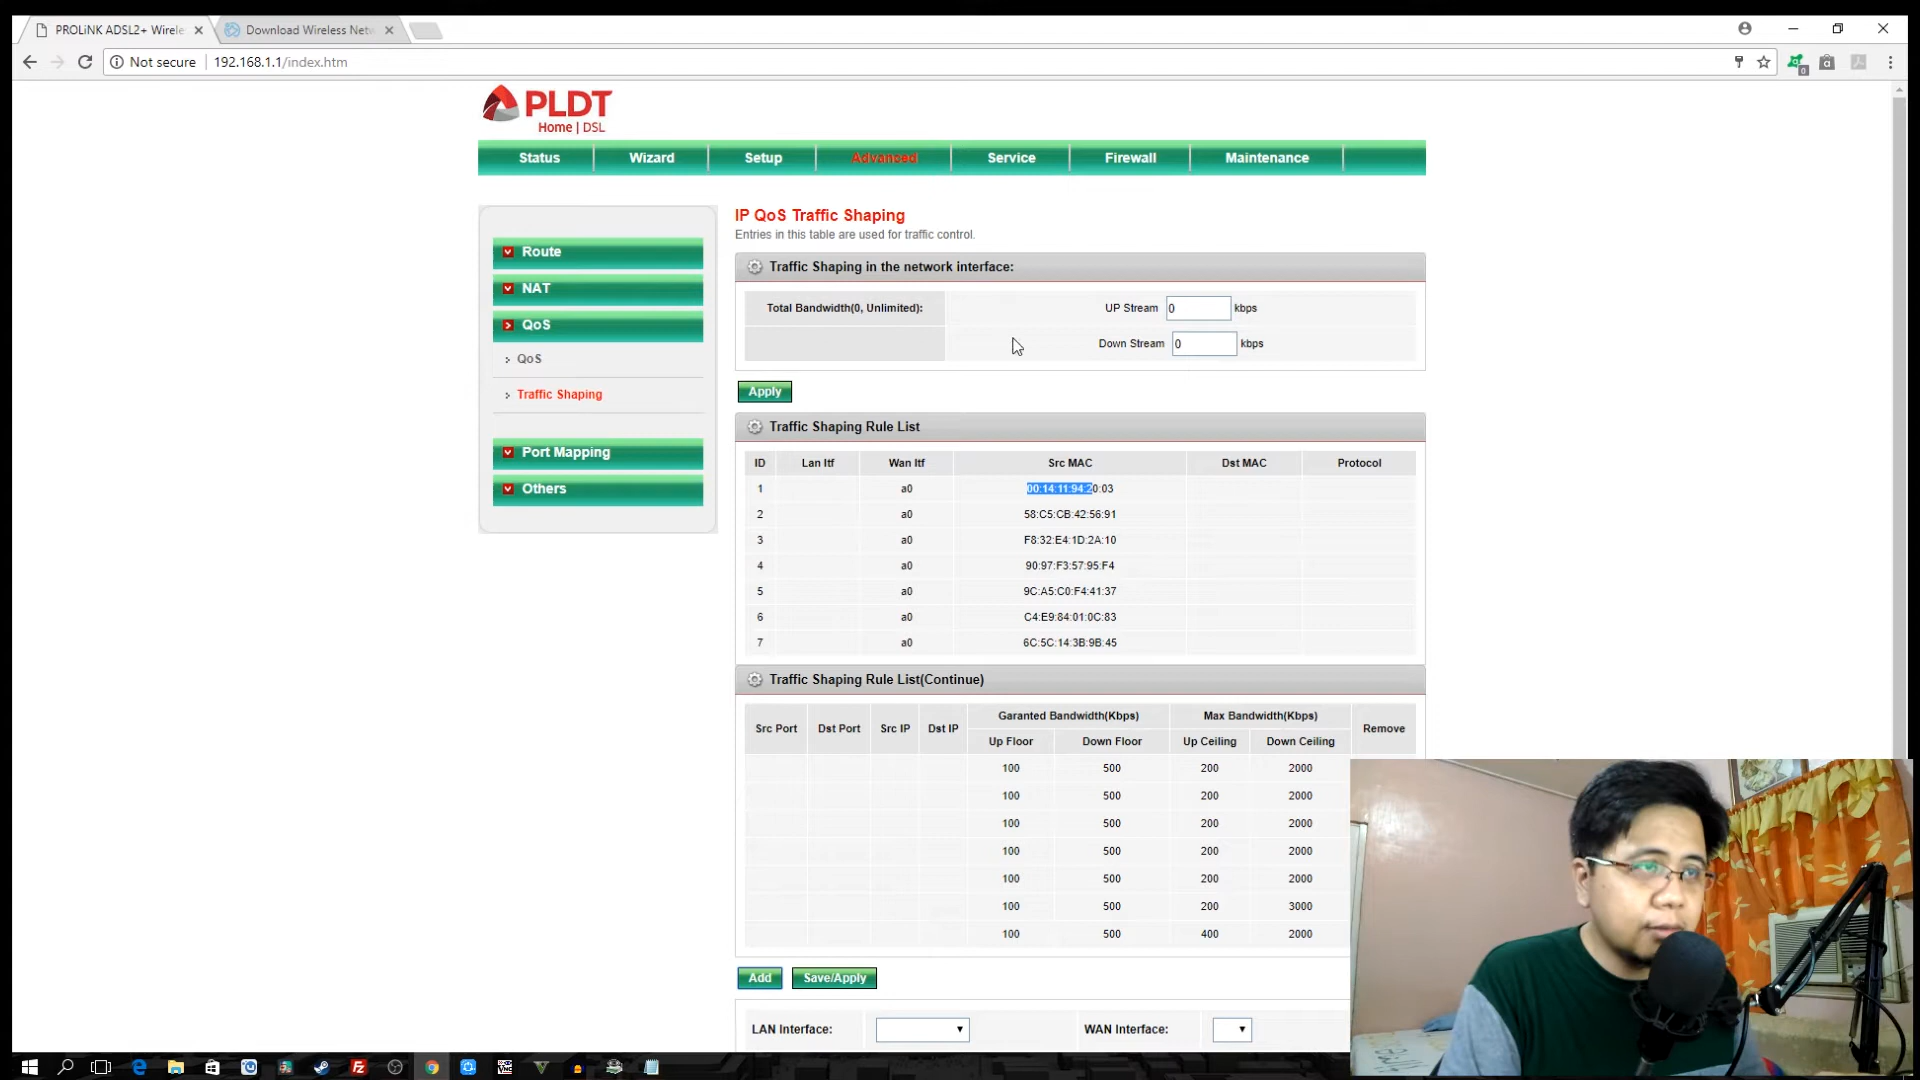 PROLiNK ADSL2+ Wirele
Download Wireless Netw
Not secure 192.168.1.1/index.htm
PLDT
Home | DSL
Status Wizard Setup Advanced Service Firewall Maintenance
Route
NAT
QoS
QoS
Traffic Shaping
Port Mapping
Others
IP QoS Traffic Shaping
Entries in this table are used for traffic control.
Traffic Shaping in the network interface:
Total Bandwidth(0, Unlimited): UP Stream 0 kbps
Down Stream 0 kbps
Apply
Traffic Shaping Rule List
ID Lan Itf Wan Itf Src MAC Dst MAC Protocol
1 a0 00:14:11:94:20:03
2 a0 58:C5:CB:42:56:91
3 a0 F8:32:E4:1D:2A:10
4 a0 90:97:F3:57:95:F4
5 a0 9C:A5:C0:F4:41:37
6 a0 C4:E9:84:01:0C:83
7 a0 6C:5C:14:3B:9B:45
Traffic Shaping Rule List(Continue)
Src Port Dst Port Src IP Dst IP Garanted Bandwidth(Kbps) Max Bandwidth(Kbps) Remove
Up Floor Down Floor Up Ceiling Down Ceiling
100 500 200 2000
100 500 200 2000
100 500 200 2000
100 500 200 2000
100 500 200 2000
100 500 200 3000
100 500 400 2000
Add Save/Apply
LAN Interface: WAN Interface: